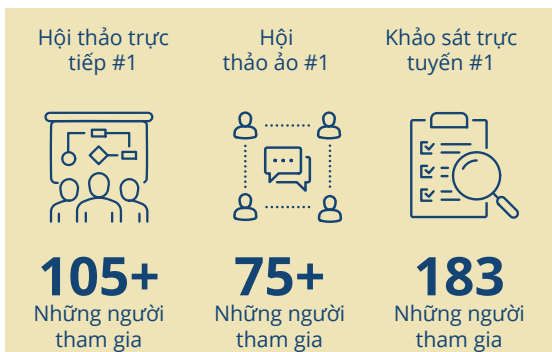 Hội thảo trực
tiếp #1
105+
Những người
tham gia
Hội
thảo ảo #1
75+
Những người
tham gia
Khảo sát trực
tuyến #1
183
Những người
tham gia